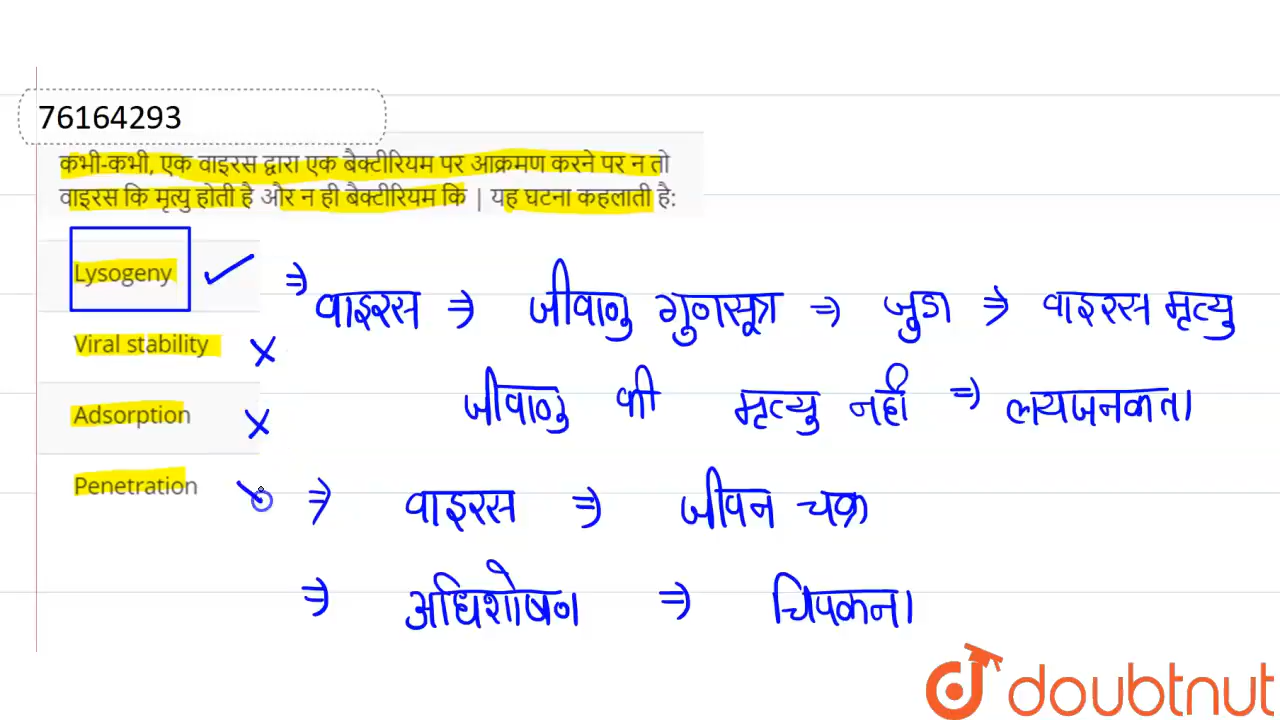 76164293
कभी-कभी, एक वाइरस द्वारा एक बैक्टीरियम पर आक्रमण करने पर न तो
वाइरस कि मृत्यु होती है और न ही बैक्टीरियम कि | यह घटना कहलाती है:
Lysogeny ✓
⇒ वाइरस ⇒ जीवानु गुनसूत्र ⇒ जुडा ⇒ वाइरस मृत्यु
Viral stability ×
जीवानु की मृत्यु नहीं ⇒ लयजनकता
Adsorption ×
Penetration
⇒ वाइरस ⇒ जीवन चक्र
⇒ अधिशोषण ⇒ चिपकना
doubtnut